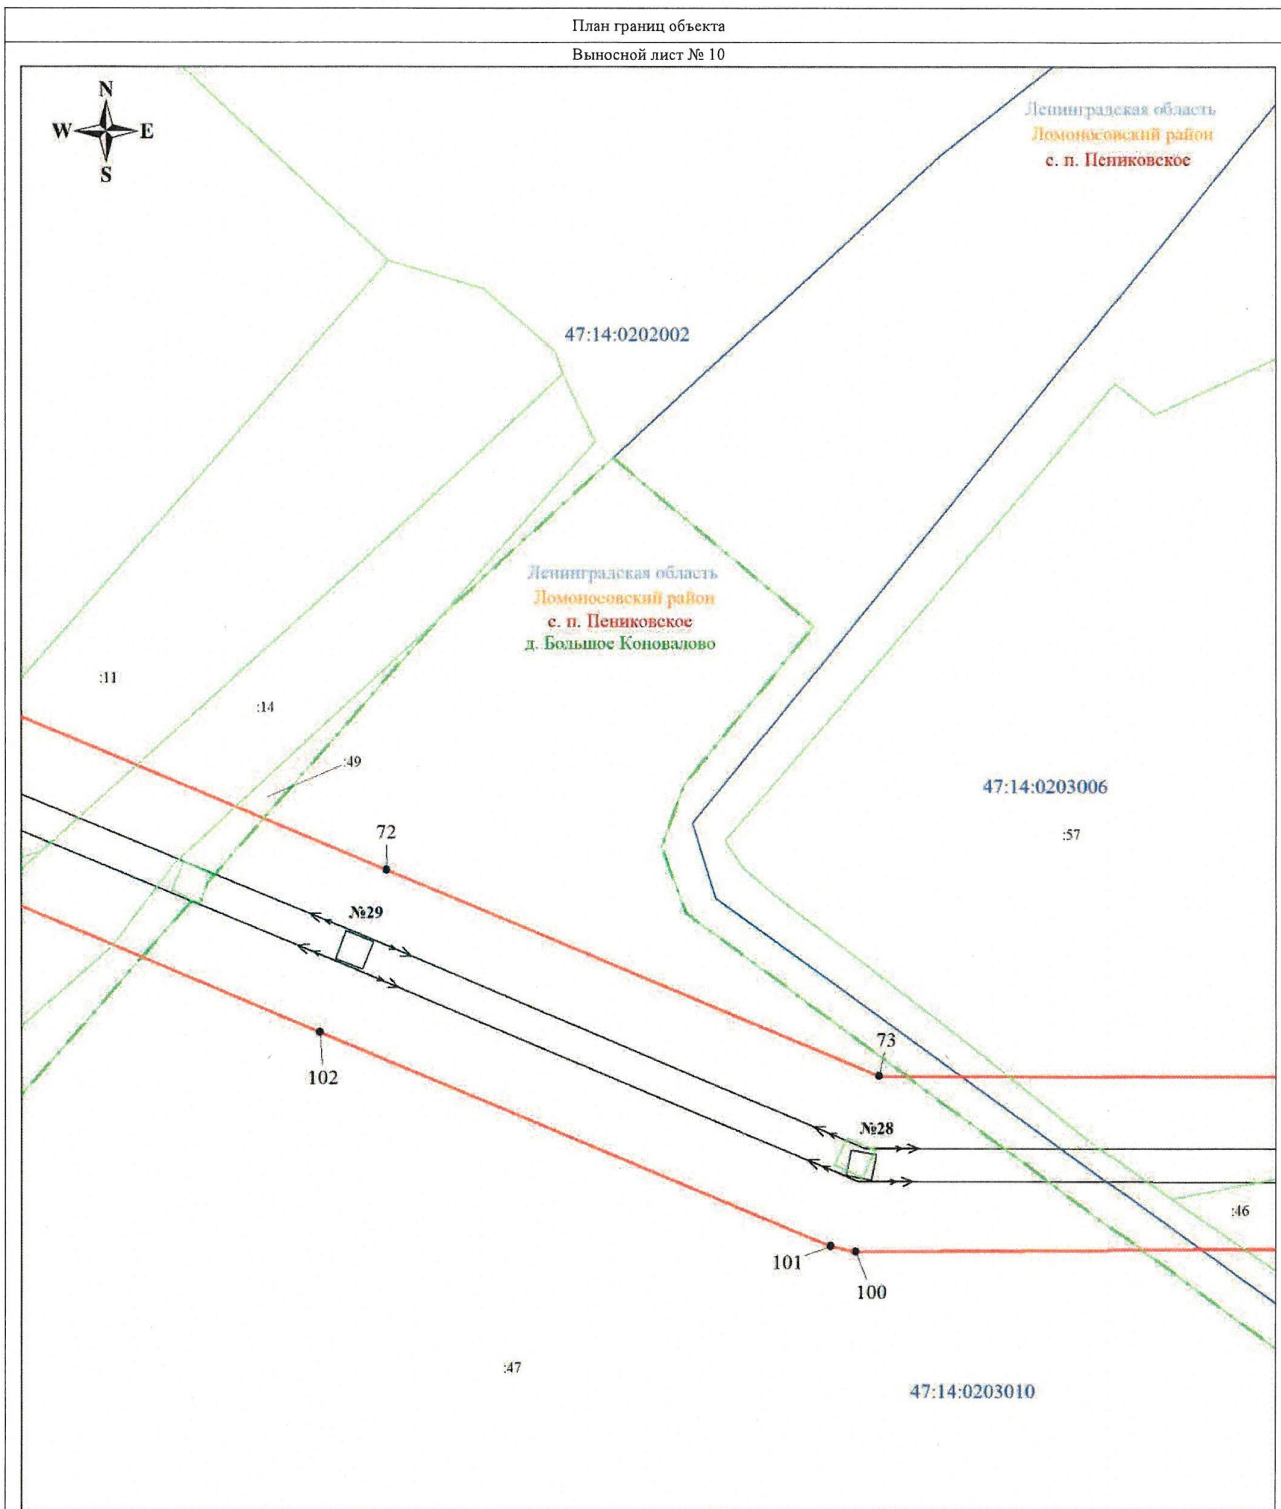 План границ объекта
Выносной лист № 10
N
W E
S
Ленинградская область
Ломоносовский район
с. п. Пениковское
47:14:0202002
Ленинградская область
Ломоносовский район
с. п. Пениковское
д. Большое Коновалово
:11
:14
:49
47:14:0203006
:57
72
№29
73
102
№28
:46
101
100
:47
47:14:0203010